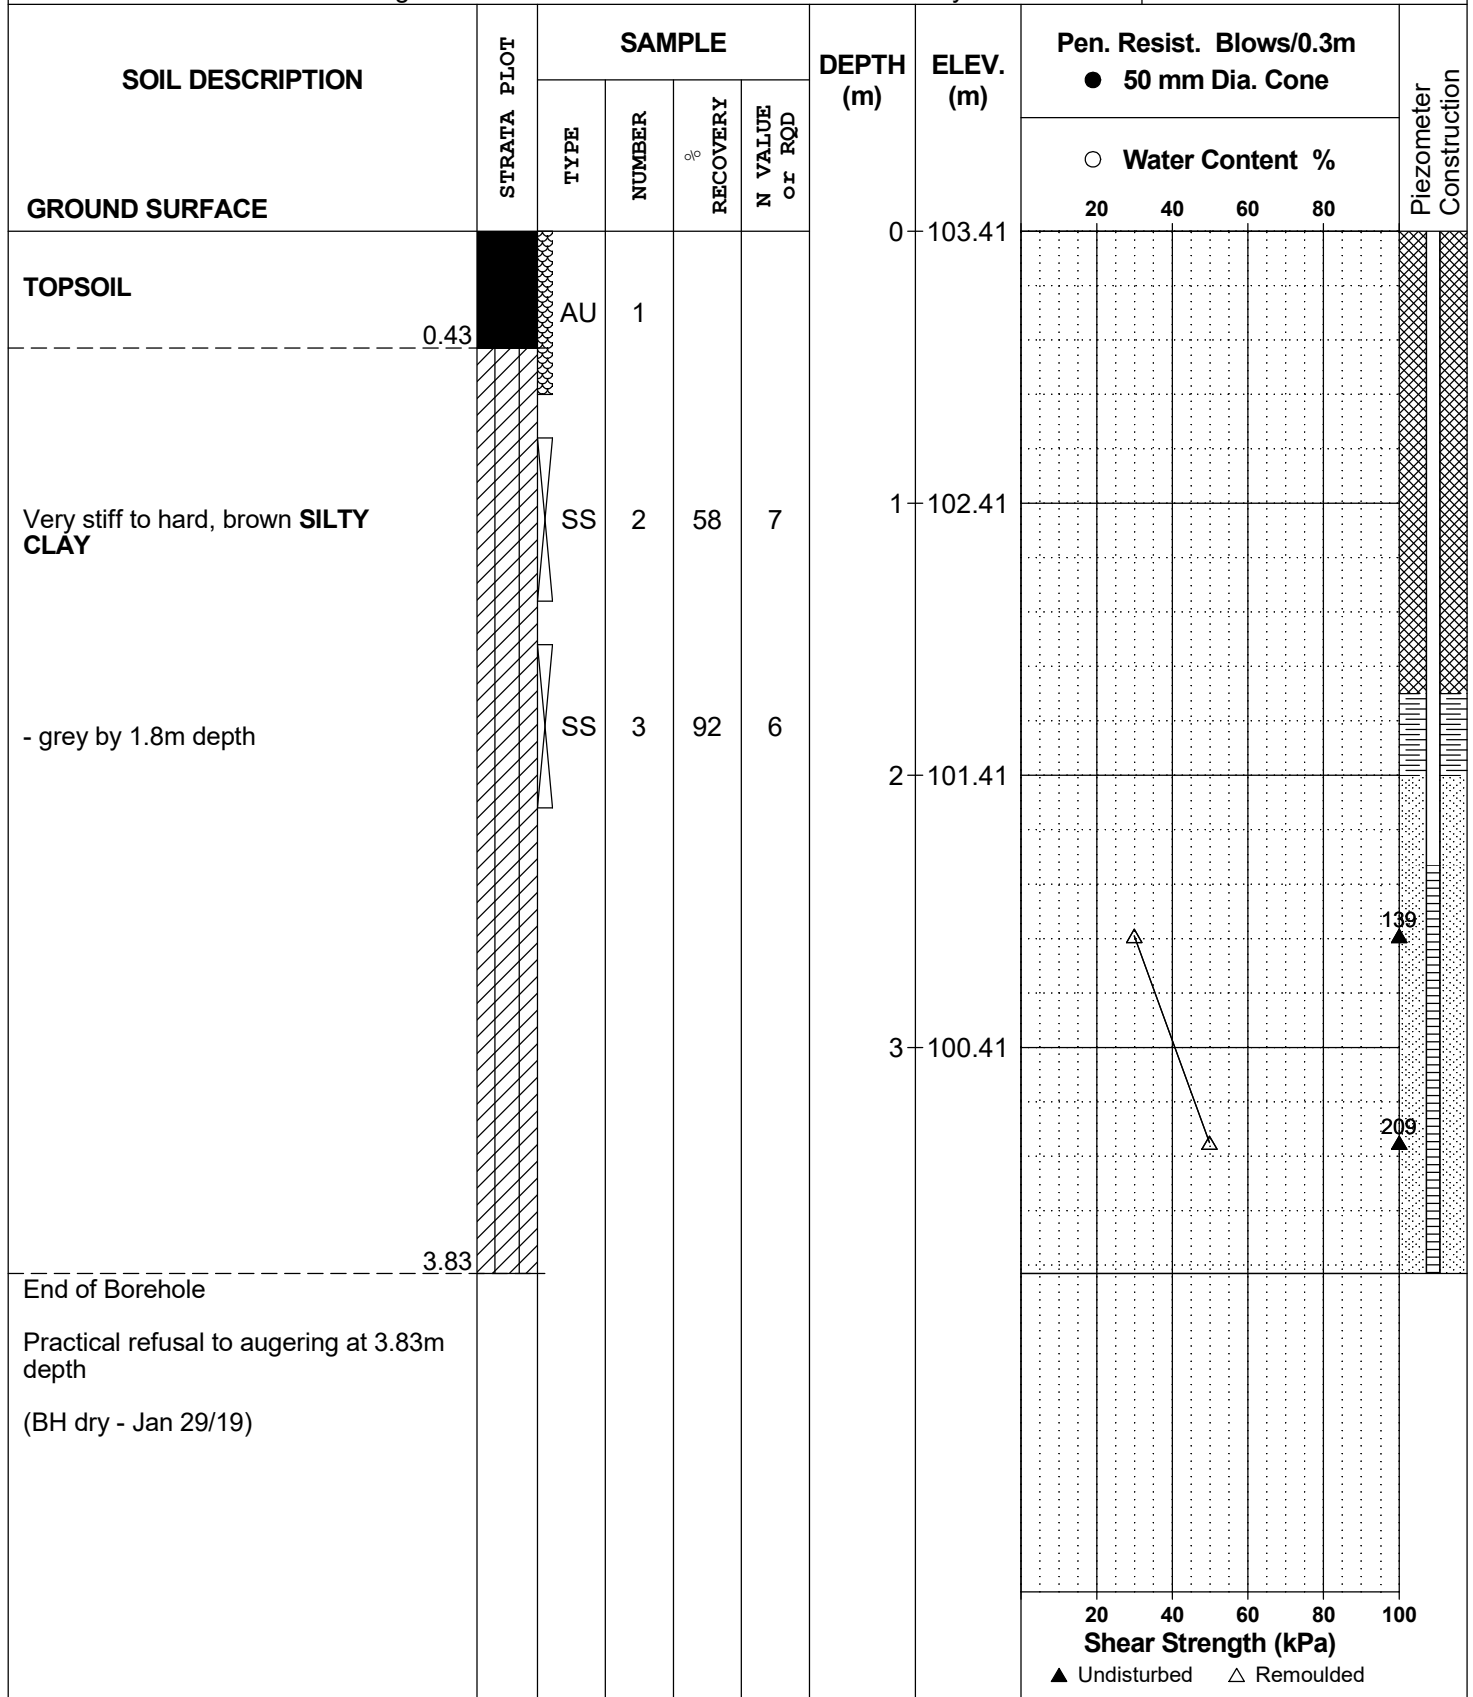 SOIL DESCRIPTION
GROUND SURFACE
STRATA PLOT
SAMPLE
TYPE
NUMBER
%
RECOVERY
N VALUE
or RQD
DEPTH
(m)
ELEV.
(m)
Pen. Resist. Blows/0.3m
● 50 mm Dia. Cone
○ Water Content %
20 40 60 80
Piezometer
Construction
0 103.41
TOPSOIL
0.43
AU 1
Very stiff to hard, brown SILTY
CLAY
SS 2 58 7
1 102.41
- grey by 1.8m depth
SS 3 92 6
2 101.41
139
3 100.41
209
3.83
End of Borehole
Practical refusal to augering at 3.83m
depth
(BH dry - Jan 29/19)
20 40 60 80 100
Shear Strength (kPa)
▲ Undisturbed △ Remoulded